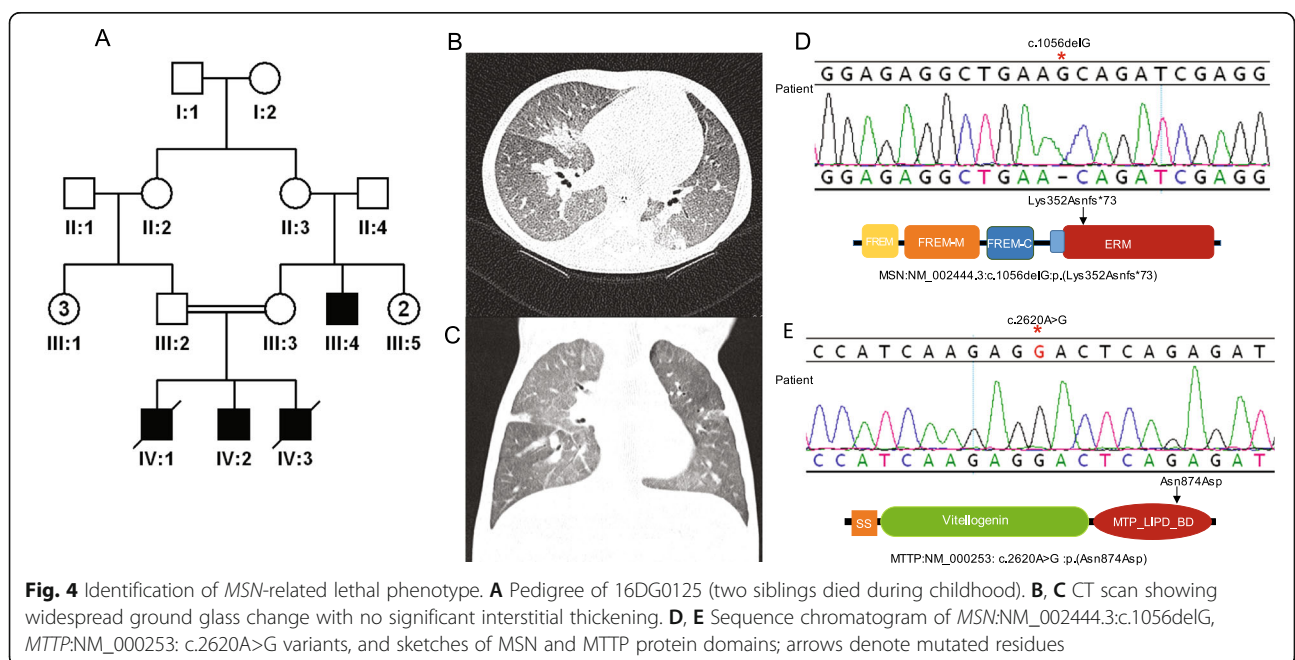 A
I:1
I:2
II:1
II:2
II:3
II:4
3
2
III:1
III:2
III:3
III:4
III:5
IV:1
IV:2
IV:3
B
C
D
c.1056delG
*
GGAGAGGCTGAAGCAGATCGAGG
Patient
GGAGAGGCTGAA-CAGATCGAGG
Lys352Asnfs*73
FREM FREM-M FREM-C ERM
MSN:NM_002444.3:c.1056delG:p.(Lys352Asnfs*73)
E
c.2620A>G
*
CCATCAAGAGGACTCAGAGAT
Patient
CCATCAAGAGGACTCAGAGAT
Asn874Asp
SS Vitellogenin MTP_LIPD_BD
MTTP:NM_000253: c.2620A>G :p.(Asn874Asp)
Fig. 4 Identification of MSN-related lethal phenotype. A Pedigree of 16DG0125 (two siblings died during childhood). B, C CT scan showing
widespread ground glass change with no significant interstitial thickening. D, E Sequence chromatogram of MSN:NM_002444.3:c.1056delG,
MTTP:NM_000253: c.2620A>G variants, and sketches of MSN and MTTP protein domains; arrows denote mutated residues